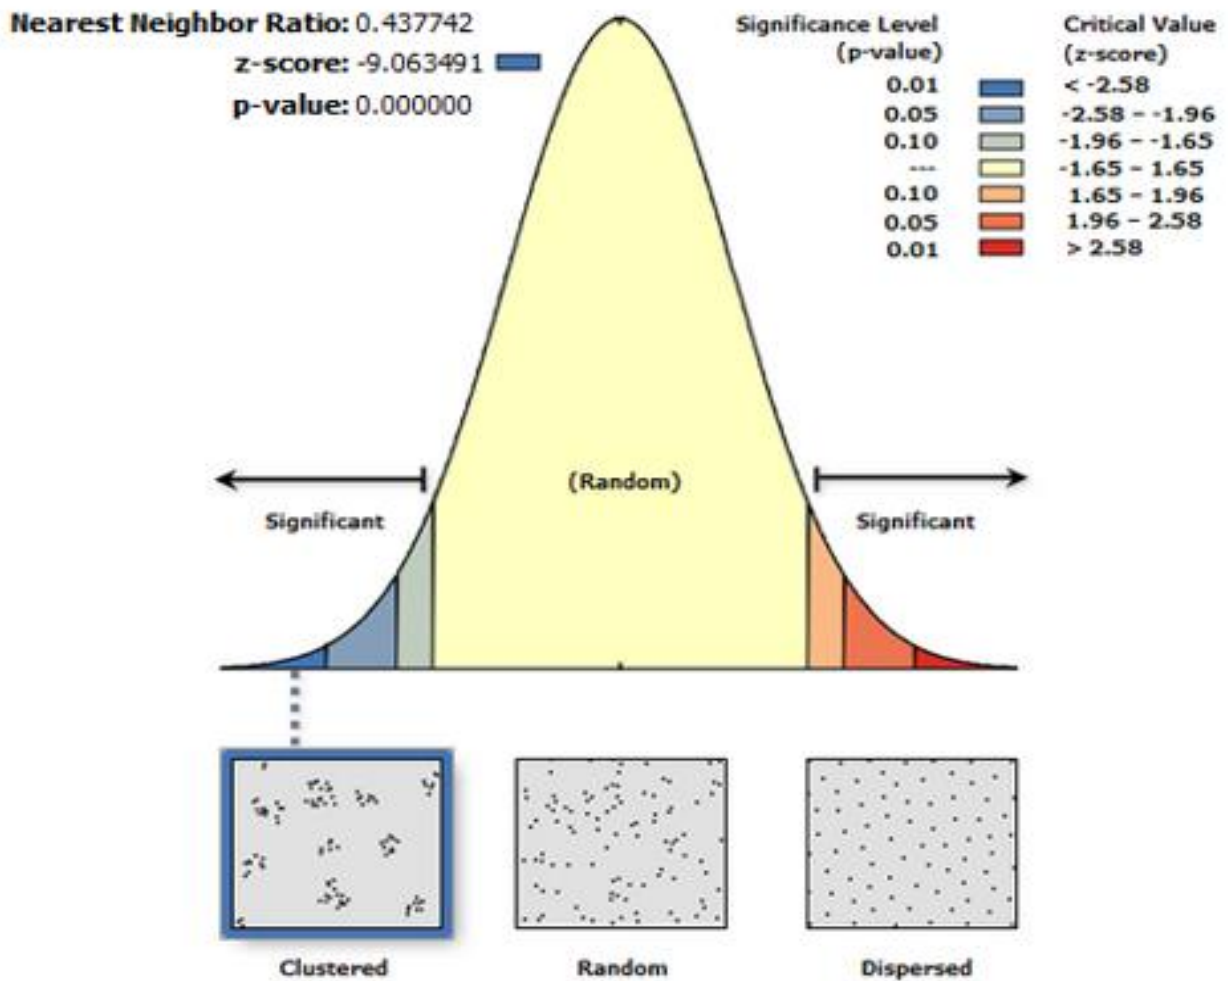 Nearest Neighbor Ratio: 0.437742
z-score: -9.063491
p-value: 0.000000
Significance Level
(p-value)
Critical Value
(z-score)
0.01 < -2.58
0.05 -2.58 – -1.96
0.10 -1.96 – -1.65
--- -1.65 – 1.65
0.10 1.65 – 1.96
0.05 1.96 – 2.58
0.01 > 2.58
(Random)
Significant
Significant
Clustered
Random
Dispersed